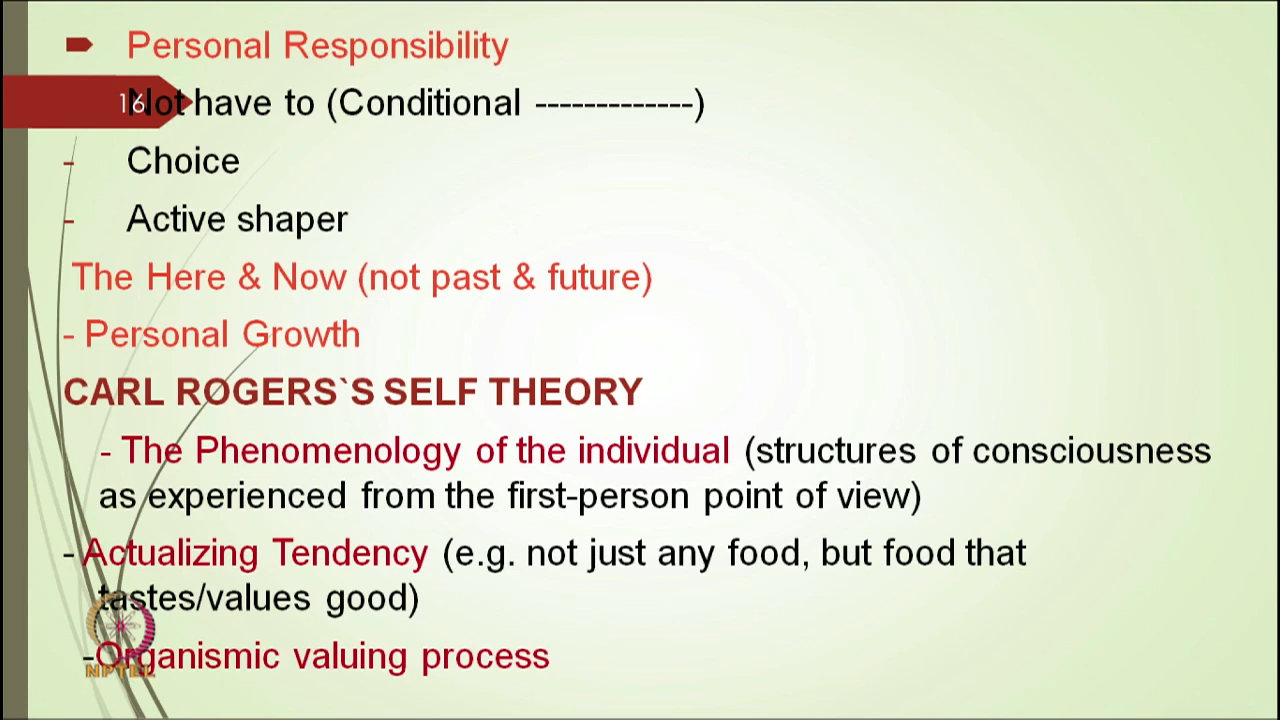 Personal Responsibility
16
Not have to (Conditional -------------)
- Choice
- Active shaper
The Here & Now (not past & future)
- Personal Growth
CARL ROGERS`S SELF THEORY
- The Phenomenology of the individual (structures of consciousness
as experienced from the first-person point of view)
- Actualizing Tendency (e.g. not just any food, but food that
tastes/values good)
-Organismic valuing process
NPTEL